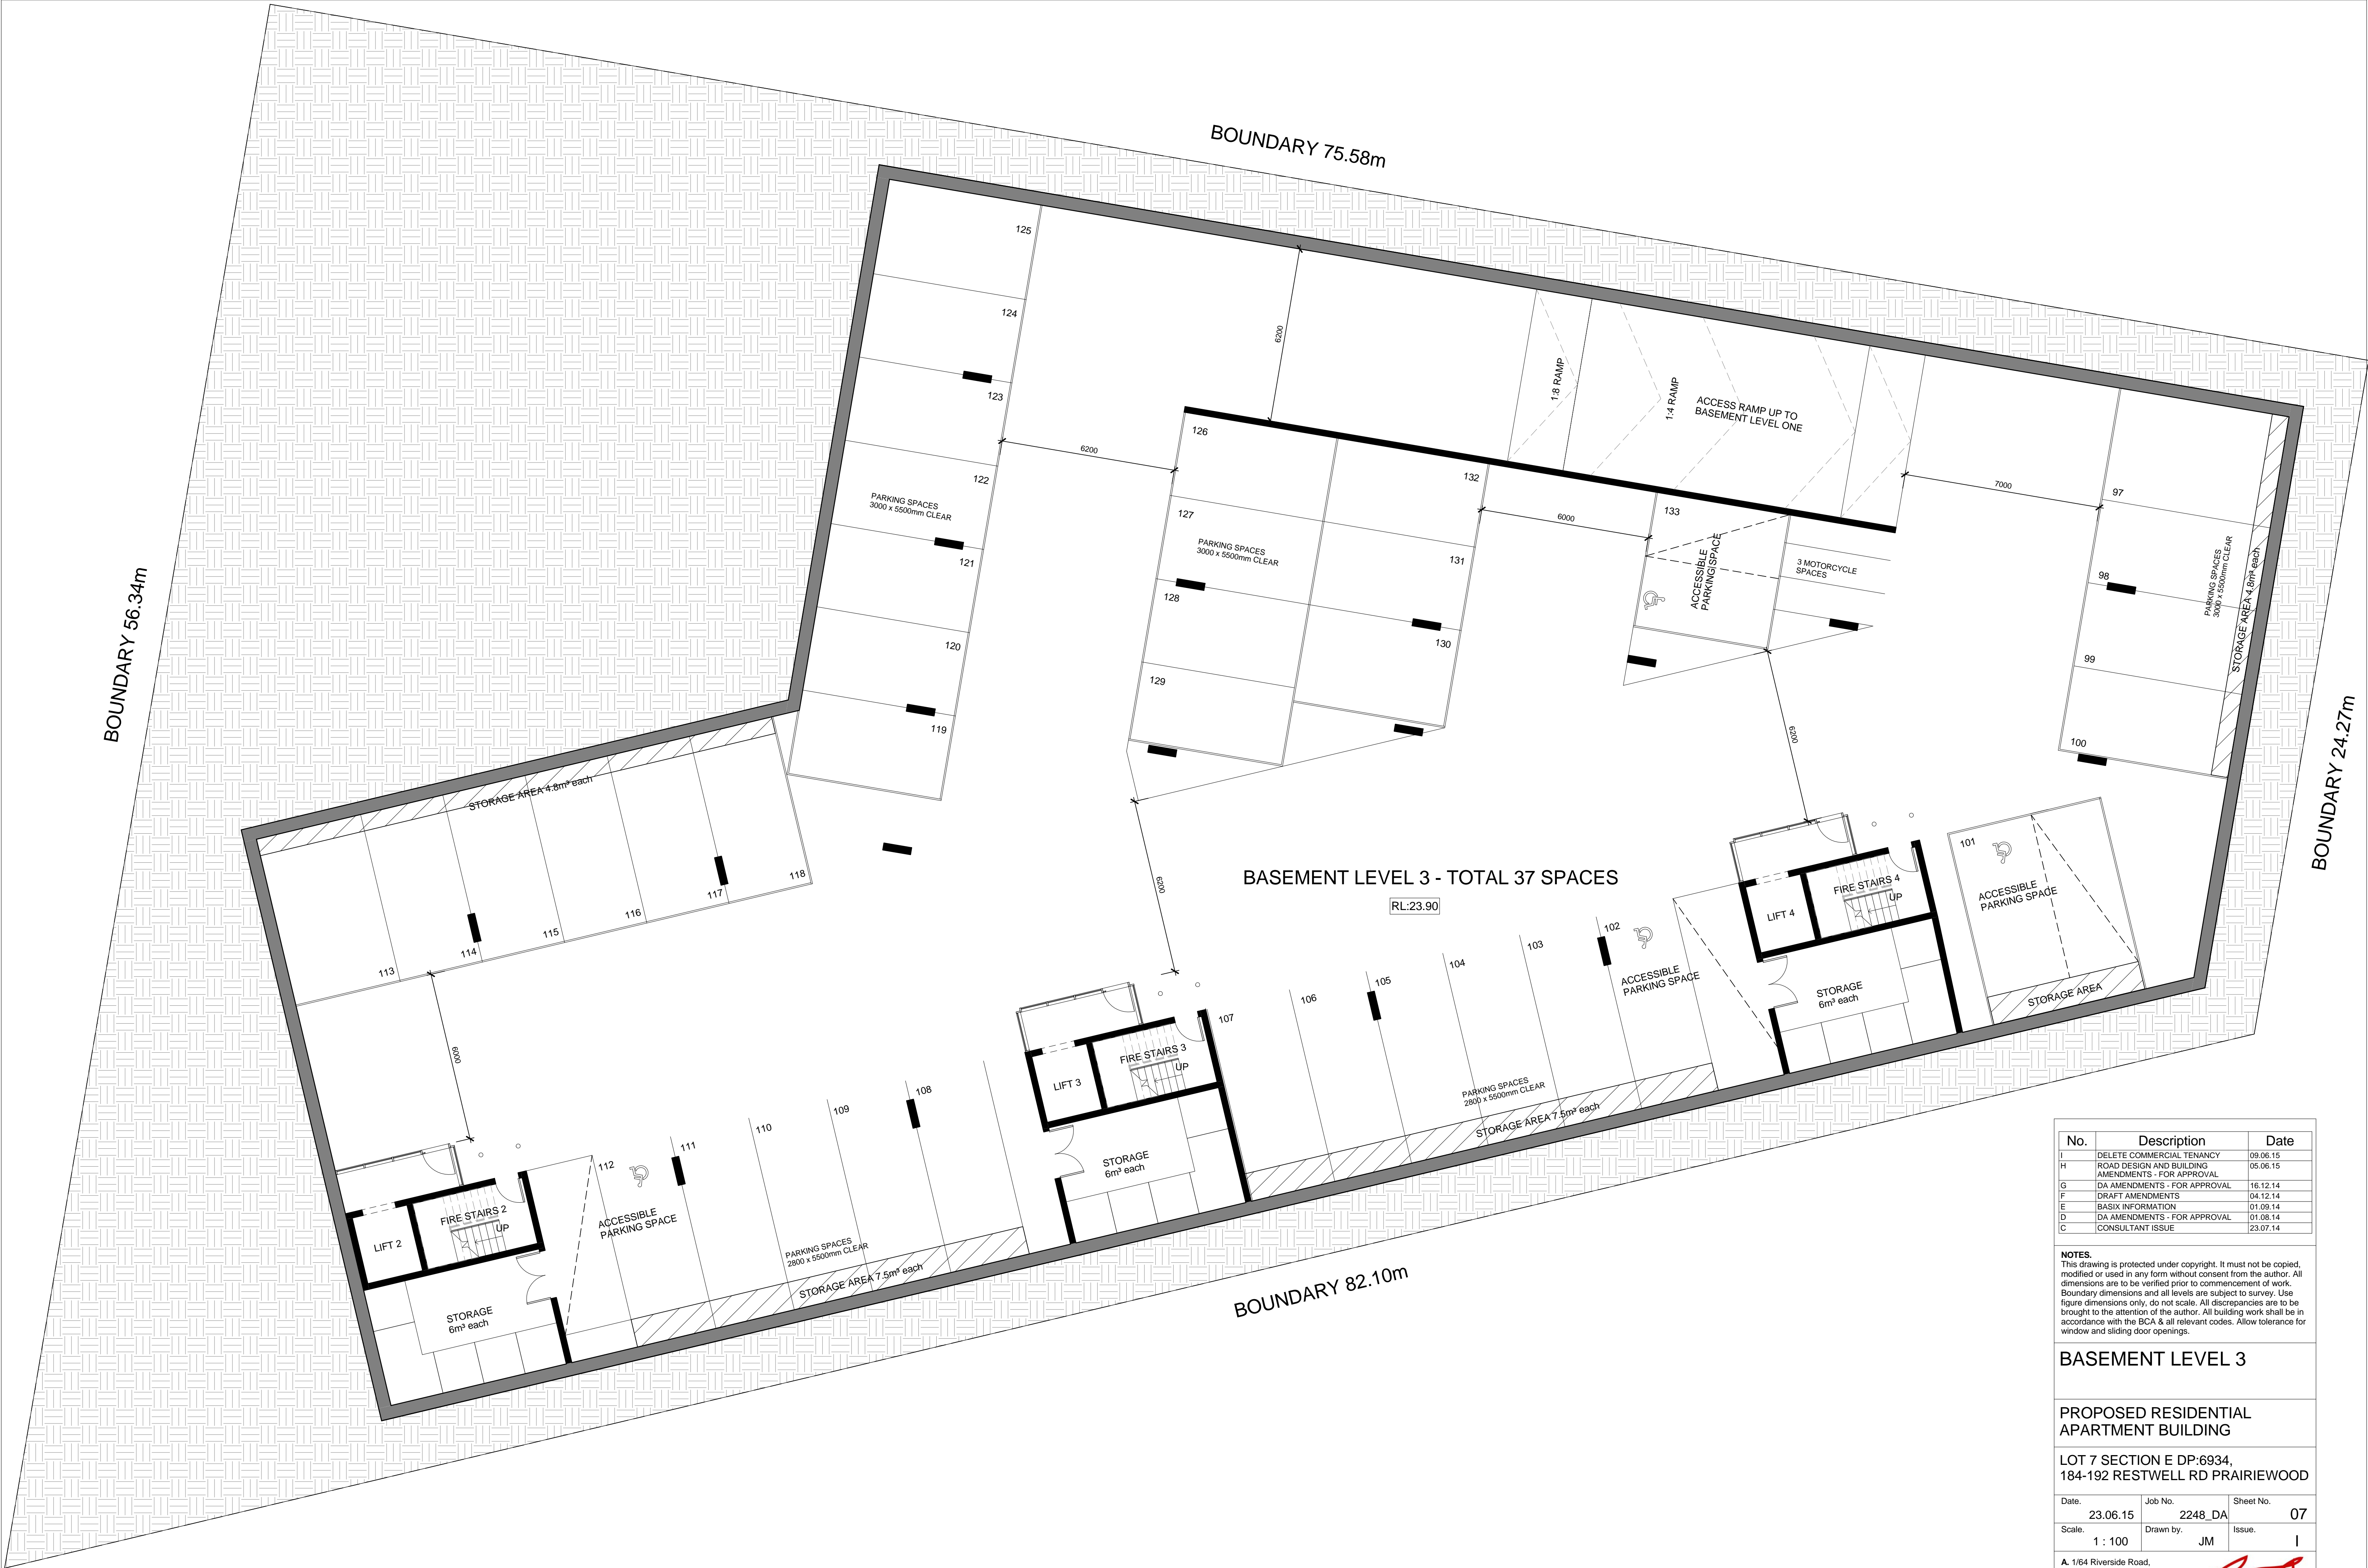 BOUNDARY 75.58m
BOUNDARY 56.34m
BOUNDARY 24.27m
BOUNDARY 82.10m
125
124
123
122
121
120
119
PARKING SPACES
3000 x 5500mm CLEAR
6200
6200
126
127
128
129
132
131
130
PARKING SPACES
3000 x 5500mm CLEAR
1:8 RAMP
1:4 RAMP
ACCESS RAMP UP TO
BASEMENT LEVEL ONE
6000
133
ACCESSIBLE
PARKING SPACE
3 MOTORCYCLE
SPACES
7000
97
98
99
100
PARKING SPACES
3000 x 5500mm CLEAR
STORAGE AREA 4.8m³ each
6200
6200
STORAGE AREA 4.8m³ each
113
114
115
116
117
118
6000
BASEMENT LEVEL 3 - TOTAL 37 SPACES
RL:23.90
101
ACCESSIBLE
PARKING SPACE
STORAGE AREA
LIFT 4
FIRE STAIRS 4
UP
STORAGE
6m³ each
102
103
104
105
106
107
ACCESSIBLE
PARKING SPACE
PARKING SPACES
2800 x 5500mm CLEAR
STORAGE AREA 7.5m³ each
LIFT 3
FIRE STAIRS 3
UP
STORAGE
6m³ each
108
109
110
111
112
ACCESSIBLE
PARKING SPACE
PARKING SPACES
2800 x 5500mm CLEAR
STORAGE AREA 7.5m³ each
LIFT 2
FIRE STAIRS 2
UP
STORAGE
6m³ each
No. Description Date
I DELETE COMMERCIAL TENANCY 09.06.15
H ROAD DESIGN AND BUILDING 05.06.15
AMENDMENTS - FOR APPROVAL
G DA AMENDMENTS - FOR APPROVAL 16.12.14
F DRAFT AMENDMENTS 04.12.14
E BASIX INFORMATION 01.09.14
D DA AMENDMENTS - FOR APPROVAL 01.08.14
C CONSULTANT ISSUE 23.07.14
NOTES.
This drawing is protected under copyright. It must not be copied,
modified or used in any form without consent from the author. All
dimensions are to be verified prior to commencement of work.
Boundary dimensions and all levels are subject to survey. Use
figure dimensions only, do not scale. All discrepancies are to be
brought to the attention of the author. All building work shall be in
accordance with the BCA & all relevant codes. Allow tolerance for
window and sliding door openings.
BASEMENT LEVEL 3
PROPOSED RESIDENTIAL
APARTMENT BUILDING
LOT 7 SECTION E DP:6934,
184-192 RESTWELL RD PRAIRIEWOOD
Date. Job No. Sheet No.
23.06.15 2248_DA 07
Scale. Drawn by. Issue.
1 : 100 JM I
A. 1/64 Riverside Road,